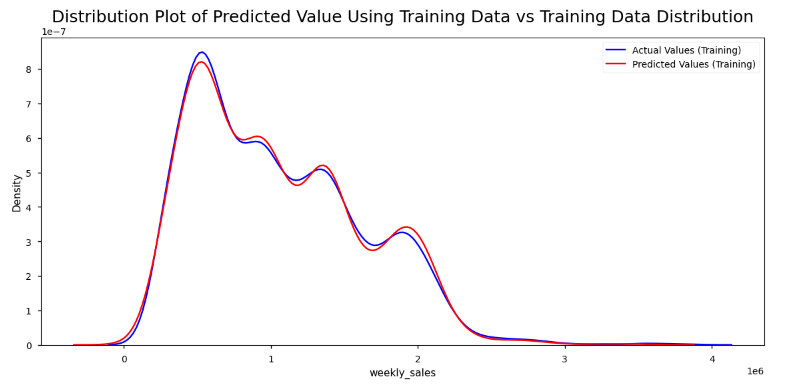 Distribution Plot of Predicted Value Using Training Data vs Training Data Distribution
1e−7
Actual Values (Training)
Predicted Values (Training)
8
7
6
5
4
3
2
1
0
Density
0 1 2 3 4
1e6
weekly_sales